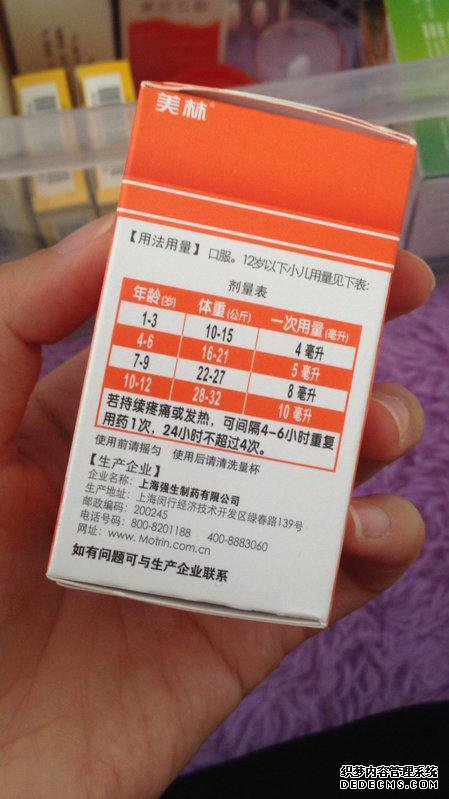 美林®
【用法用量】 口服。12岁以下小儿用量见下表:
剂量表
年龄(岁) 体重(公斤) 一次用量(毫升)
1-3 10-15 4毫升
4-6 16-21 5毫升
7-9 22-27 8毫升
10-12 28-32 10毫升
若持续疼痛或发热，可间隔4-6小时重复
用药1次，24小时不超过4次。
使用前请摇匀 使用后请清洗量杯
【生产企业】
企业名称: 上海强生制药有限公司
生产地址: 上海闵行经济技术开发区绿春路139号
邮政编码: 200245
电话号码: 800-8201188 400-8883060
网址: www.Motrin.com.cn
如有问题可与生产企业联系
织梦内容管理系统
DEDECMS.COM